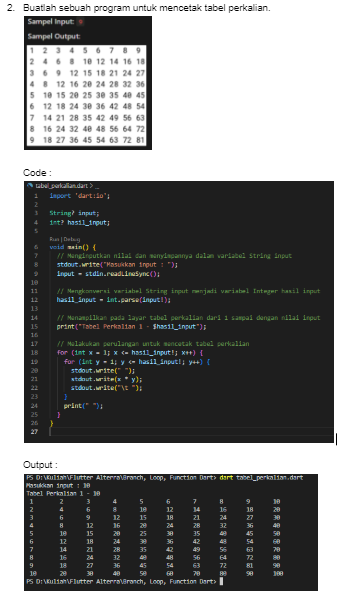 2. Buatlah sebuah program untuk mencetak tabel perkalian.
Sampel Input: 9
Sampel Output:
1 2 3 4 5 6 7 8 9
2 4 6 8 10 12 14 16 18
3 6 9 12 15 18 21 24 27
4 8 12 16 20 24 28 32 36
5 10 15 20 25 30 35 40 45
6 12 18 24 30 36 42 48 54
7 14 21 28 35 42 49 56 63
8 16 24 32 40 48 56 64 72
9 18 27 36 45 54 63 72 81
Code :
tabel_perkalian.dart > ...
1 import 'dart:io';
2
3 String? input;
4 int? hasil_input;
5
Run | Debug
6 void main() {
7 // Menginputkan nilai dan menyimpannya dalam variabel String input
8 stdout.write("Masukkan input : ");
9 input = stdin.readLineSync();
10
11 // Mengkonversi variabel String input menjadi variabel Integer hasil input
12 hasil_input = int.parse(input!);
13
14 // Menampilkan pada layar tabel perkalian dari 1 sampai dengan nilai input
15 print("Tabel Perkalian 1 - $hasil_input");
16
17 // Melakukan perulangan untuk mencetak tabel perkalian
18 for (int x = 1; x <= hasil_input!; x++) {
19 for (int y = 1; y <= hasil_input!; y++) {
20 stdout.write(" ");
21 stdout.write(x * y);
22 stdout.write("\t ");
23 }
24 print(" ");
25 }
26 }
27
Output :
PS D:\Kuliah\Flutter Alterra\Branch, Loop, Function Dart> dart tabel_perkalian.dart
Masukkan input : 10
Tabel Perkalian 1 - 10
1 2 3 4 5 6 7 8 9 10
2 4 6 8 10 12 14 16 18 20
3 6 9 12 15 18 21 24 27 30
4 8 12 16 20 24 28 32 36 40
5 10 15 20 25 30 35 40 45 50
6 12 18 24 30 36 42 48 54 60
7 14 21 28 35 42 49 56 63 70
8 16 24 32 40 48 56 64 72 80
9 18 27 36 45 54 63 72 81 90
10 20 30 40 50 60 70 80 90 100
PS D:\Kuliah\Flutter Alterra\Branch, Loop, Function Dart>